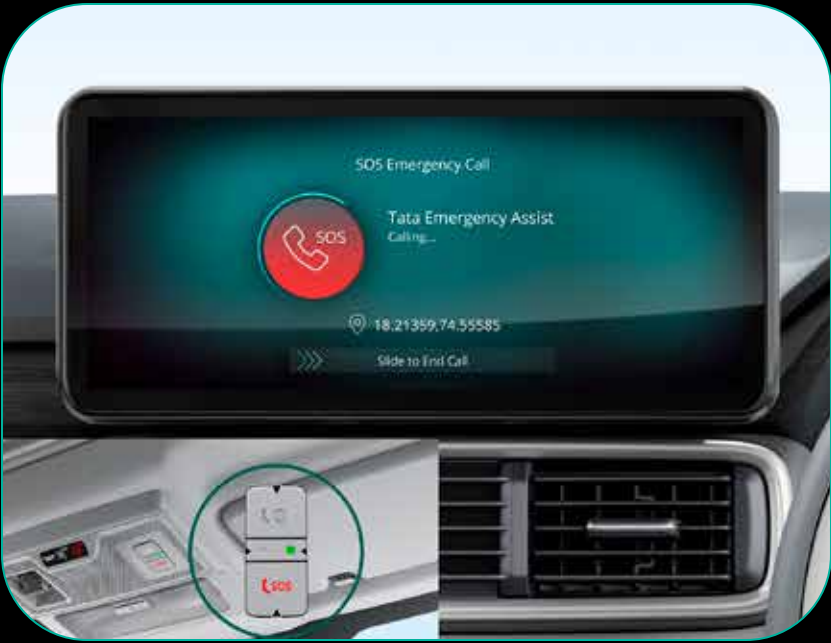 SOS Emergency Call
Tata Emergency Assist
SOS
Calling...
18.21359,74.55585
Slide to End Call
SOS